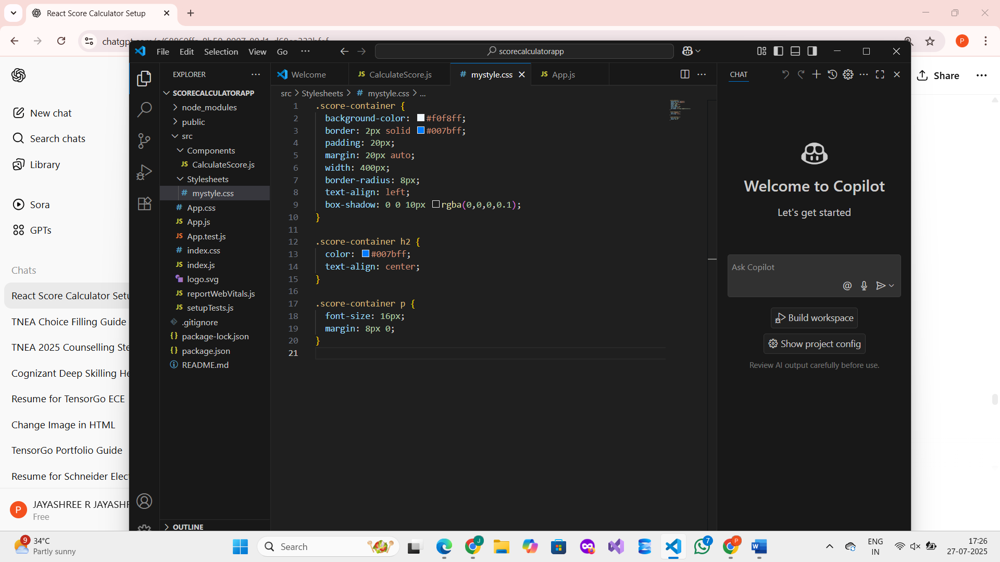 React Score Calculator Setup
chatgpt.com/c/68860ffa-8b50-8007-80d1-d68ea332bfef
File Edit Selection View Go ...
scorecalculatorapp
EXPLORER
Welcome
JS CalculateScore.js
# mystyle.css
JS App.js
CHAT
Share
src > Stylesheets > # mystyle.css > ...
New chat
Search chats
Library
Sora
GPTs
Chats
React Score Calculator Setu
TNEA Choice Filling Guide
TNEA 2025 Counselling Ste
Cognizant Deep Skilling He
Resume for TensorGo ECE
Change Image in HTML
TensorGo Portfolio Guide
Resume for Schneider Elec
P
JAYASHREE R JAYASHR
Free
SCORECALCULATORAPP
node_modules
public
src
Components
JS CalculateScore.js
Stylesheets
# mystyle.css
# App.css
JS App.js
JS App.test.js
# index.css
JS index.js
logo.svg
JS reportWebVitals.js
JS setupTests.js
.gitignore
{} package-lock.json
{} package.json
README.md
OUTLINE
1 .score-container {
2 background-color: #f0f8ff;
3 border: 2px solid #007bff;
4 padding: 20px;
5 margin: 20px auto;
6 width: 400px;
7 border-radius: 8px;
8 text-align: left;
9 box-shadow: 0 0 10px rgba(0,0,0,0.1);
10 }
11
12 .score-container h2 {
13 color: #007bff;
14 text-align: center;
15 }
16
17 .score-container p {
18 font-size: 16px;
19 margin: 8px 0;
20 }
21
Welcome to Copilot
Let's get started
Ask Copilot
Build workspace
Show project config
Review AI output carefully before use.
P
9
34°C
Partly sunny
Search
J
7
P
ENG
IN
17:26
27-07-2025